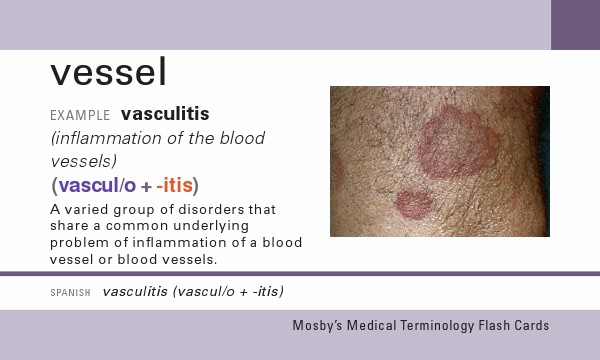 vessel
EXAMPLE vasculitis
(inflammation of the blood
vessels)
(vascul/o + -itis)
A varied group of disorders that
share a common underlying
problem of inflammation of a blood
vessel or blood vessels.
SPANISH vasculitis (vascul/o + -itis)
Mosby's Medical Terminology Flash Cards